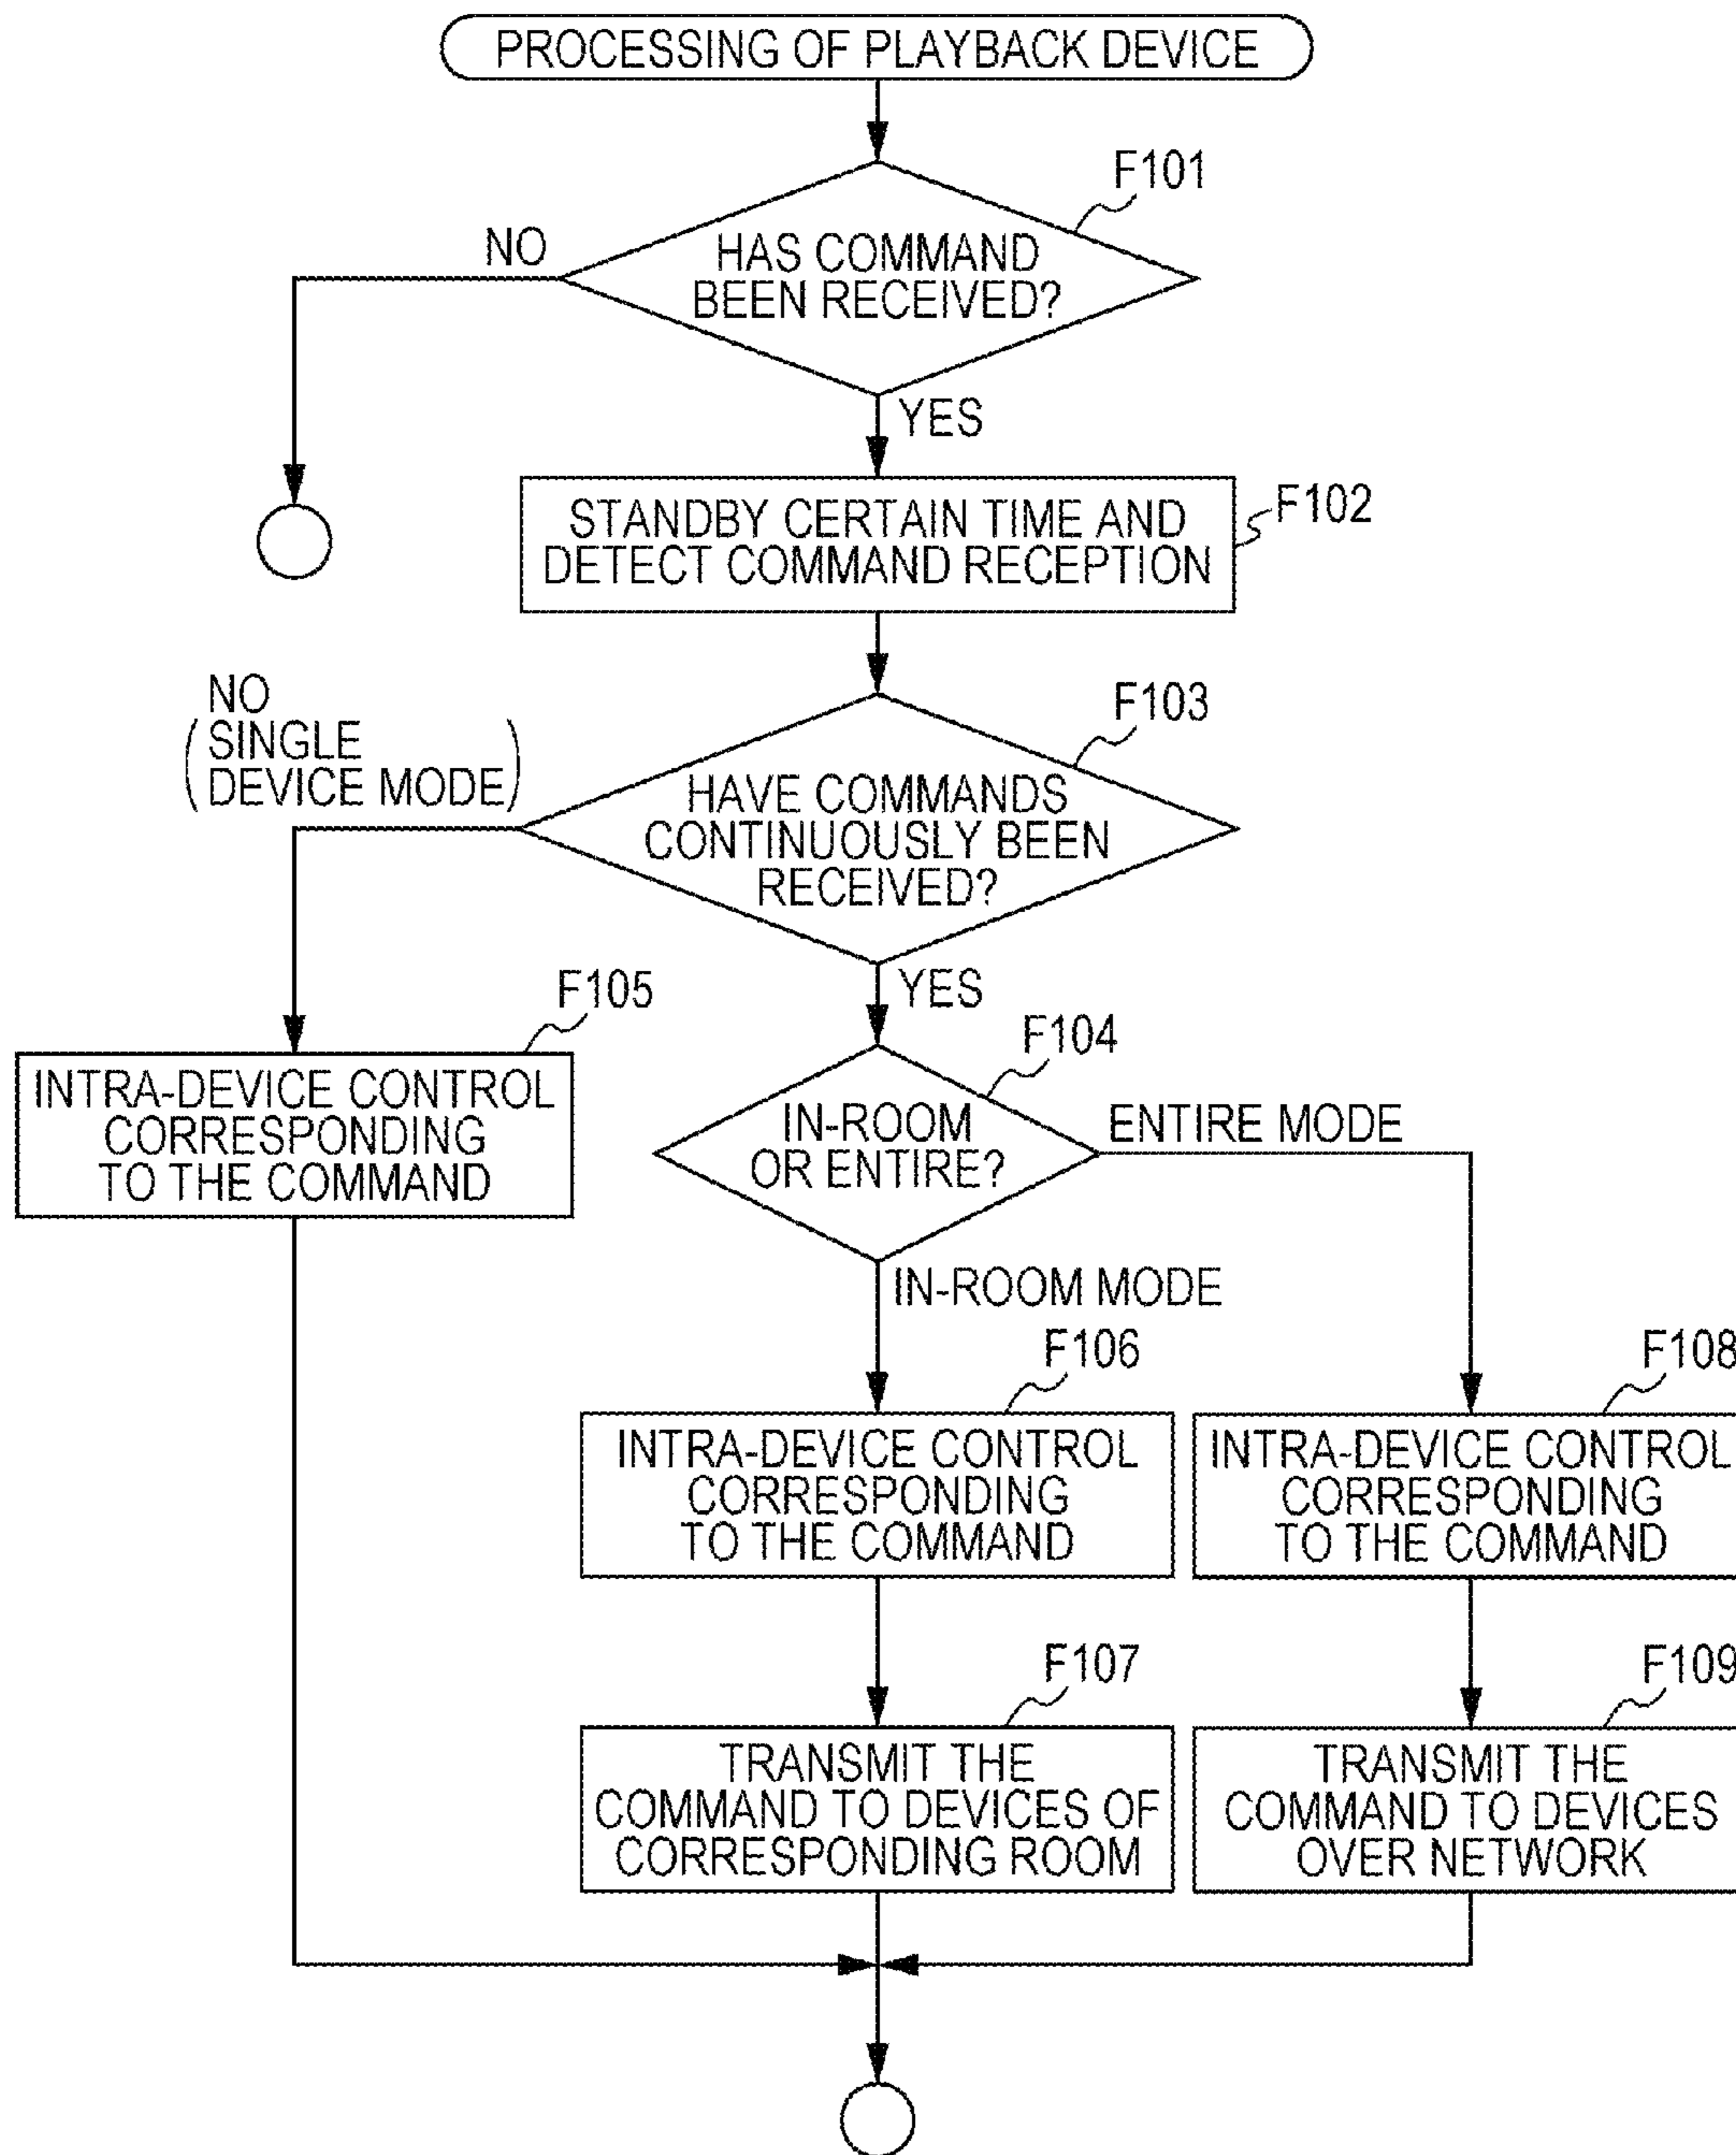 PROCESSING OF PLAYBACK DEVICE
F101
NO
HAS COMMAND
BEEN RECEIVED?
YES
F102
STANDBY CERTAIN TIME AND
DETECT COMMAND RECEPTION
F103
NO
(SINGLE
DEVICE MODE)
HAVE COMMANDS
CONTINUOUSLY BEEN
RECEIVED?
YES
F105
F104
INTRA-DEVICE CONTROL
CORRESPONDING
TO THE COMMAND
IN-ROOM
OR ENTIRE?
ENTIRE MODE
IN-ROOM MODE
F106
F108
INTRA-DEVICE CONTROL
CORRESPONDING
TO THE COMMAND
INTRA-DEVICE CONTROL
CORRESPONDING
TO THE COMMAND
F107
F109
TRANSMIT THE
COMMAND TO DEVICES OF
CORRESPONDING ROOM
TRANSMIT THE
COMMAND TO DEVICES
OVER NETWORK